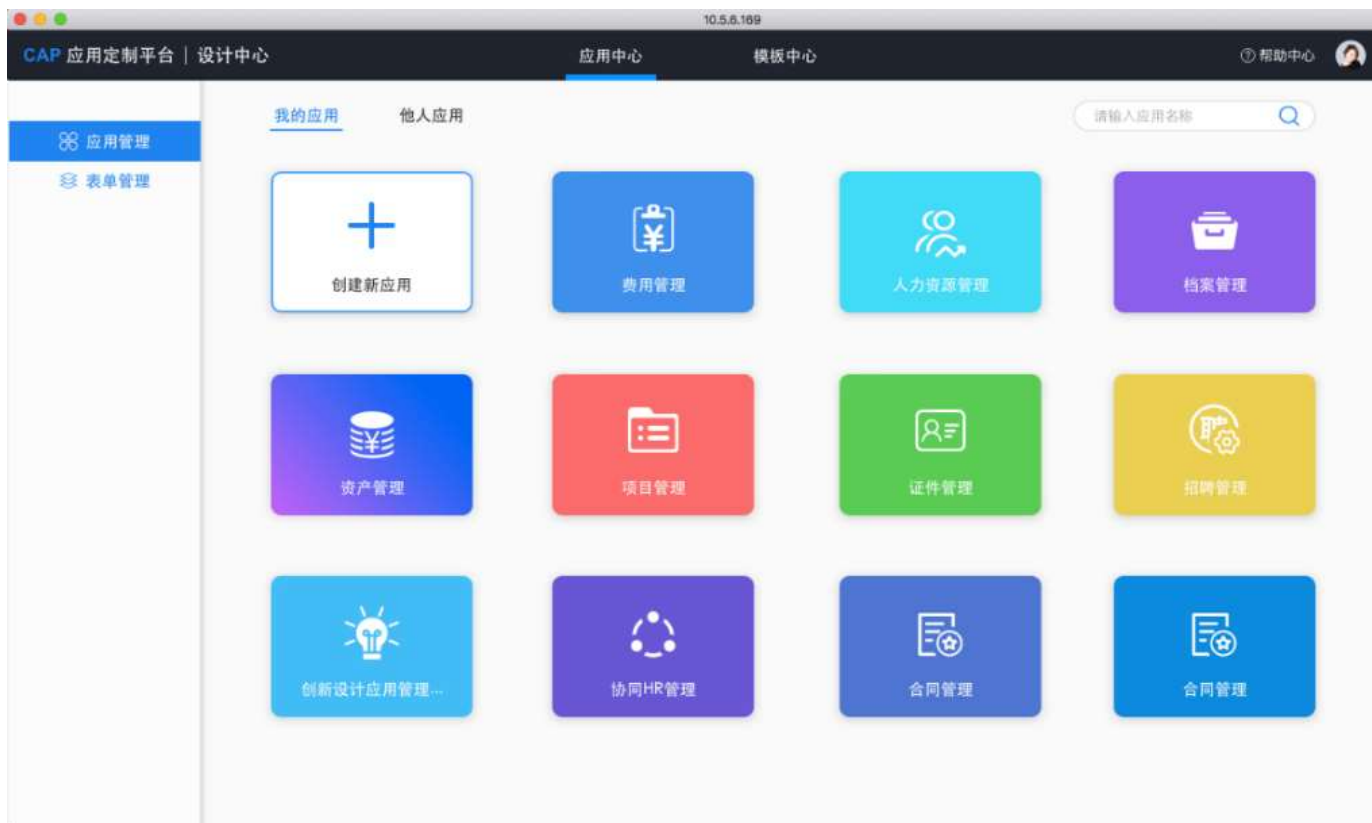 10.5.6.169
CAP 应用定制平台 | 设计中心
应用中心
模板中心
帮助中心
应用管理
表单管理
我的应用
他人应用
请输入应用名称
创建新应用
费用管理
人力资源管理
档案管理
资产管理
项目管理
证件管理
招聘管理
创新设计应用管理...
协同HR管理
合同管理
合同管理